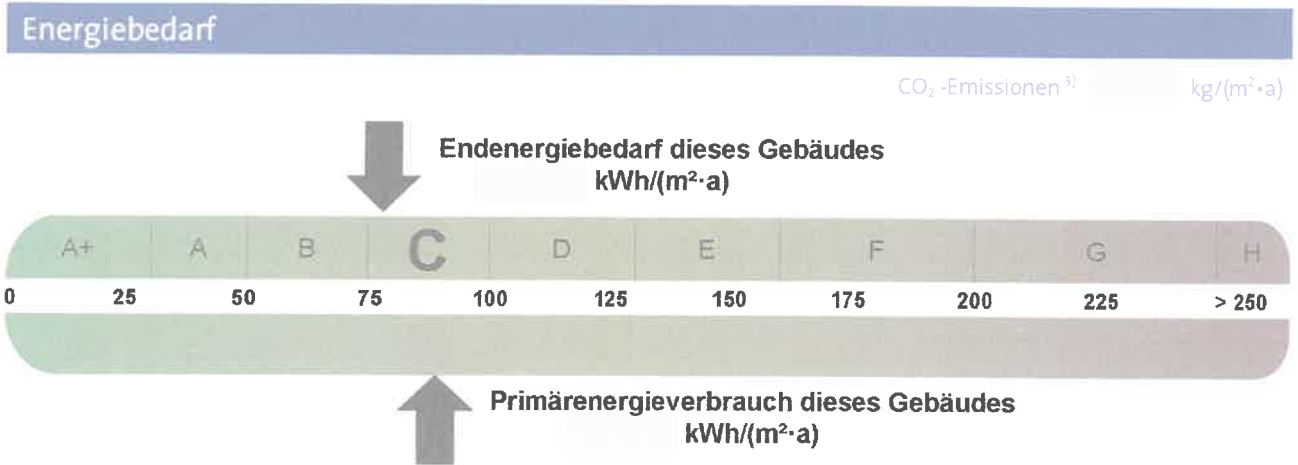 Energiebedarf
CO₂ -Emissionen ³⁾ kg/(m²•a)
Endenergiebedarf dieses Gebäudes
kWh/(m²·a)
A+ A B C D E F G H
0 25 50 75 100 125 150 175 200 225 > 250
Primärenergieverbrauch dieses Gebäudes
kWh/(m²·a)